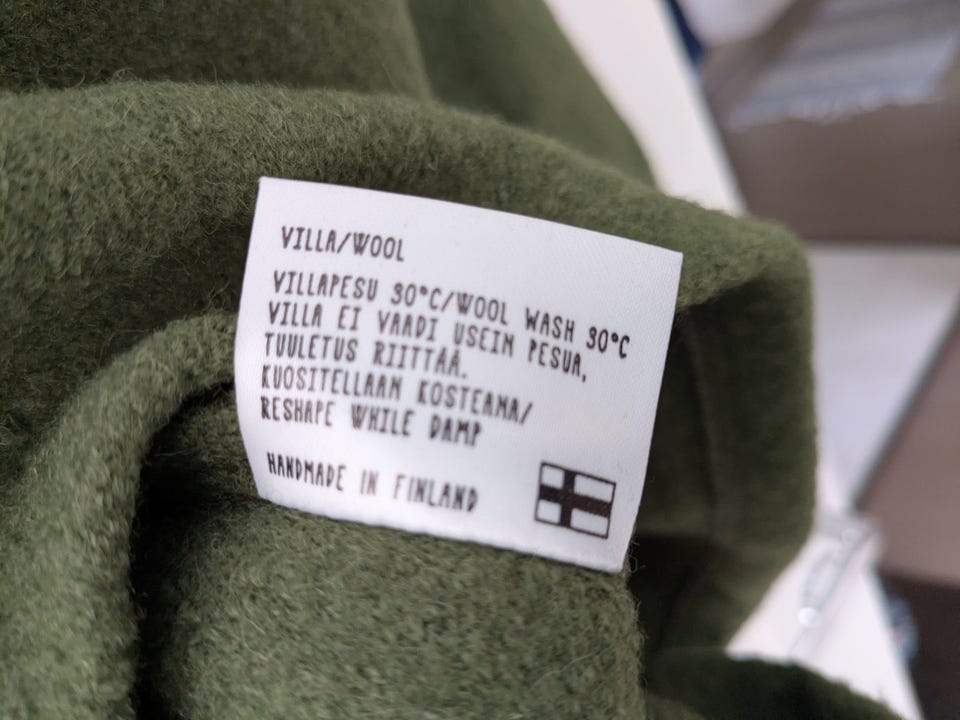 VILLA/WOOL
VILLAPESU 30°C/WOOL WASH 30°C
VILLA EI VAADI USEIN PESUA,
TUULETUS RIITTÄÄ.
KUOSITELLAAN KOSTEANA/
RESHAPE WHILE DAMP
HANDMADE IN FINLAND